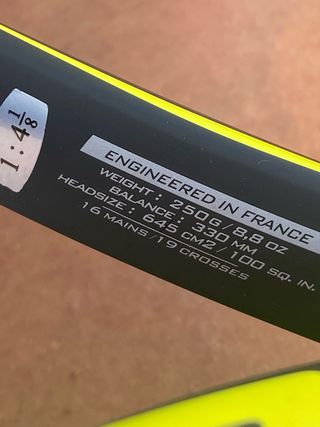 1:4 1/8
ENGINEERED IN FRANCE
WEIGHT : 250 G / 8,8 OZ
BALANCE : 330 MM
HEADSIZE : 645 CM2 / 100 SQ. IN.
16 MAINS / 19 CROSSES